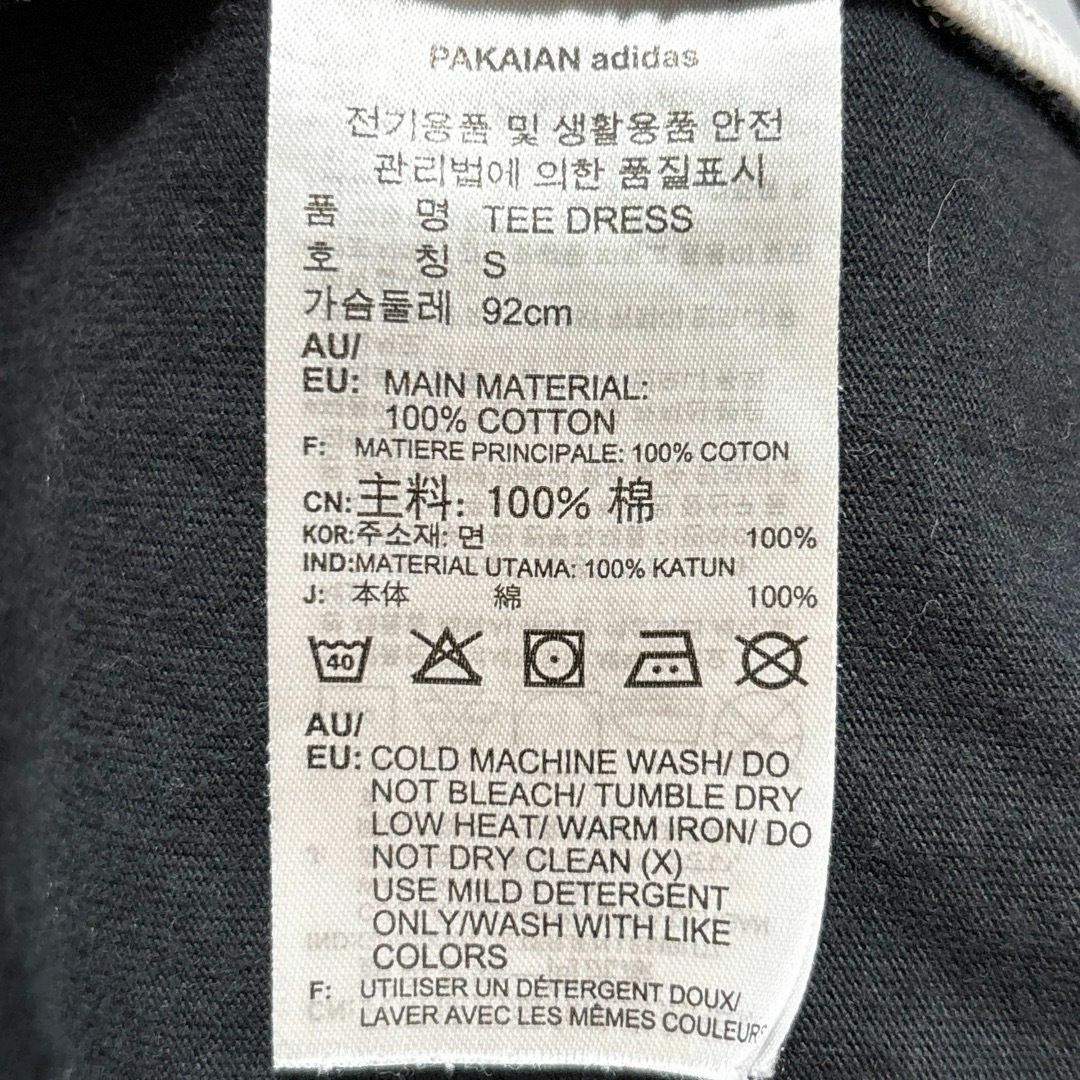 PAKAIAN adidas
전기용품 및 생활용품 안전
관리법에 의한 품질표시
품 명 TEE DRESS
호 칭 S
가슴둘레 92cm
AU/
EU: MAIN MATERIAL:
100% COTTON
F: MATIERE PRINCIPALE: 100% COTON
CN: 主料: 100% 棉
KOR:주소재: 면 100%
IND:MATERIAL UTAMA: 100% KATUN
J: 本体 綿 100%
40
AU/
EU: COLD MACHINE WASH/ DO
NOT BLEACH/ TUMBLE DRY
LOW HEAT/ WARM IRON/ DO
NOT DRY CLEAN (X)
USE MILD DETERGENT
ONLY/WASH WITH LIKE
COLORS
F: UTILISER UN DÉTERGENT DOUX/
LAVER AVEC LES MÊMES COULEURS